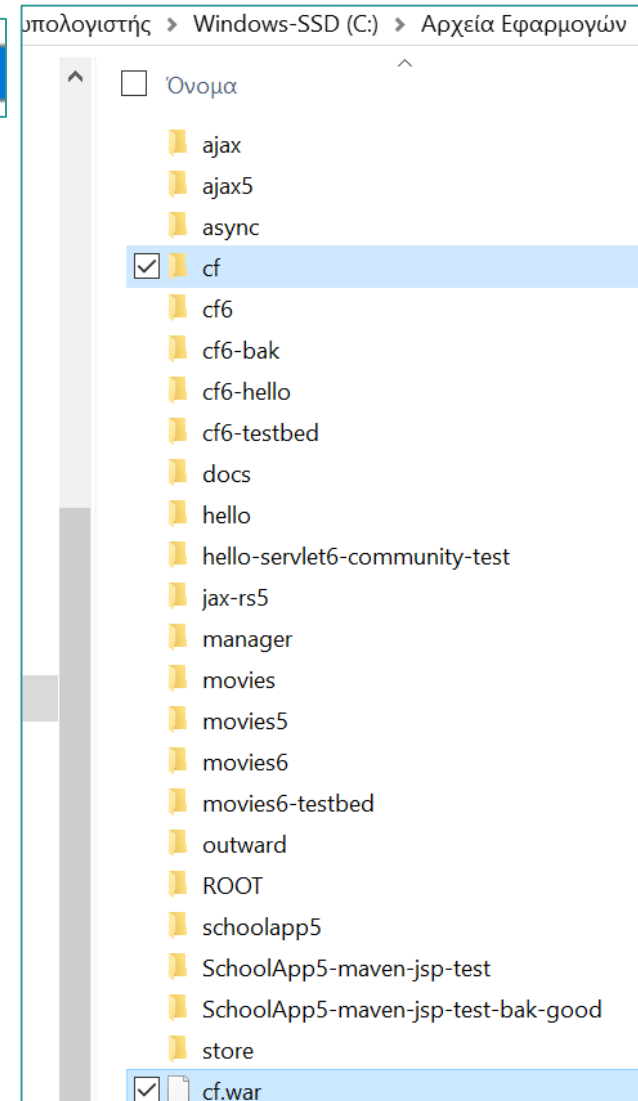 υπολογιστής > Windows-SSD (C:) > Αρχεία Εφαρμογών
Όνομα
ajax
ajax5
async
cf
cf6
cf6-bak
cf6-hello
cf6-testbed
docs
hello
hello-servlet6-community-test
jax-rs5
manager
movies
movies5
movies6
movies6-testbed
outward
ROOT
schoolapp5
SchoolApp5-maven-jsp-test
SchoolApp5-maven-jsp-test-bak-good
store
cf.war